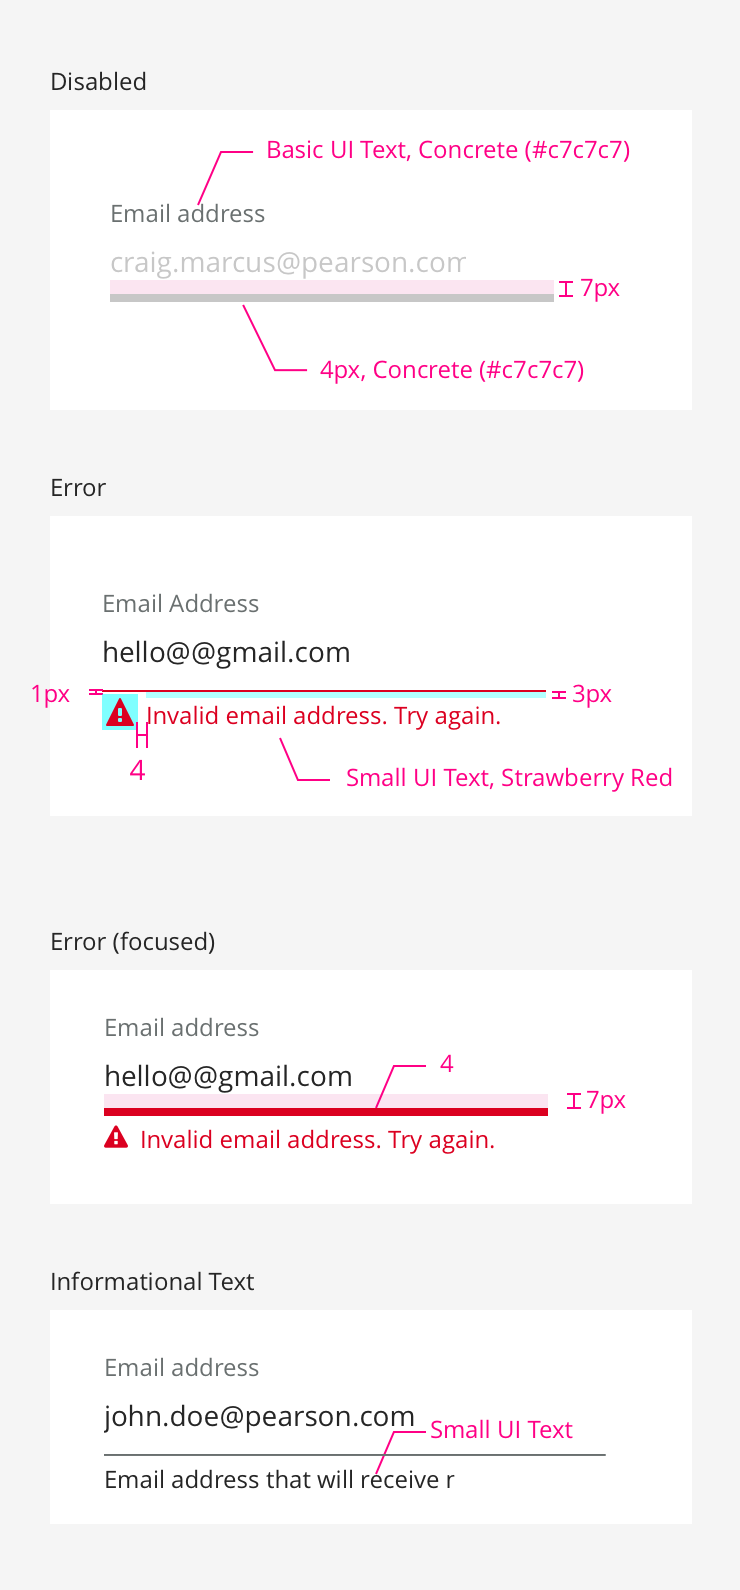 Disabled
Basic UI Text, Concrete (#c7c7c7)
Email address
craig.marcus@pearson.com
7px
4px, Concrete (#c7c7c7)
Error
Email Address
hello@@gmail.com
1px
3px
Invalid email address. Try again.
4
Small UI Text, Strawberry Red
Error (focused)
Email address
4
hello@@gmail.com
7px
Invalid email address. Try again.
Informational Text
Email address
john.doe@pearson.com
Small UI Text
Email address that will receive r